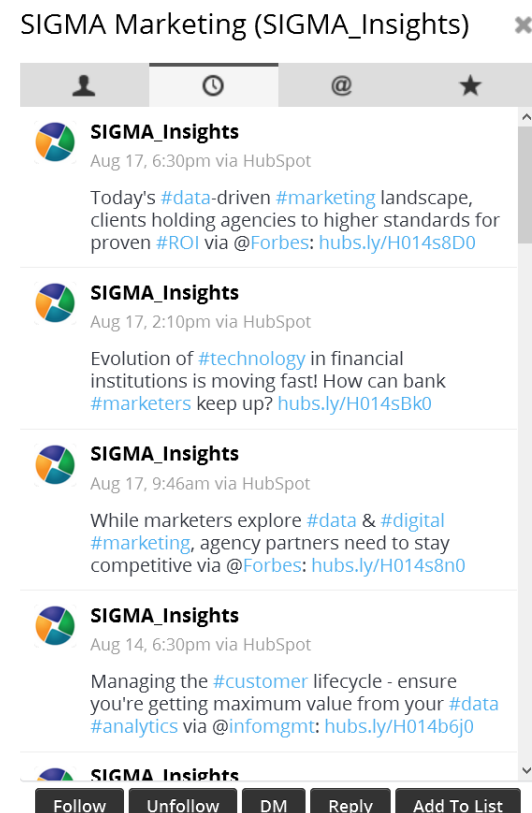 SIGMA Marketing (SIGMA_Insights)
@
SIGMA_Insights
Aug 17, 6:30pm via HubSpot
Today's #data-driven #marketing landscape,
clients holding agencies to higher standards for
proven #ROI via @Forbes: hubs.ly/H014s8D0
SIGMA_Insights
Aug 17, 2:10pm via HubSpot
Evolution of #technology in financial
institutions is moving fast! How can bank
#marketers keep up? hubs.ly/H014sBk0
SIGMA_Insights
Aug 17, 9:46am via HubSpot
While marketers explore #data & #digital
#marketing, agency partners need to stay
competitive via @Forbes: hubs.ly/H014s8n0
SIGMA_Insights
Aug 14, 6:30pm via HubSpot
Managing the #customer lifecycle - ensure
you're getting maximum value from your #data
#analytics via @infomgmt: hubs.ly/H014b6j0
SIGMA_Insights
Follow Unfollow DM Reply Add To List